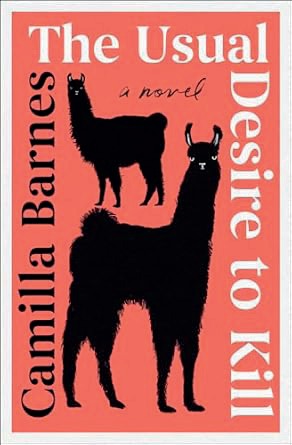 The Usual
Desire to Kill
a novel
Camilla Barnes